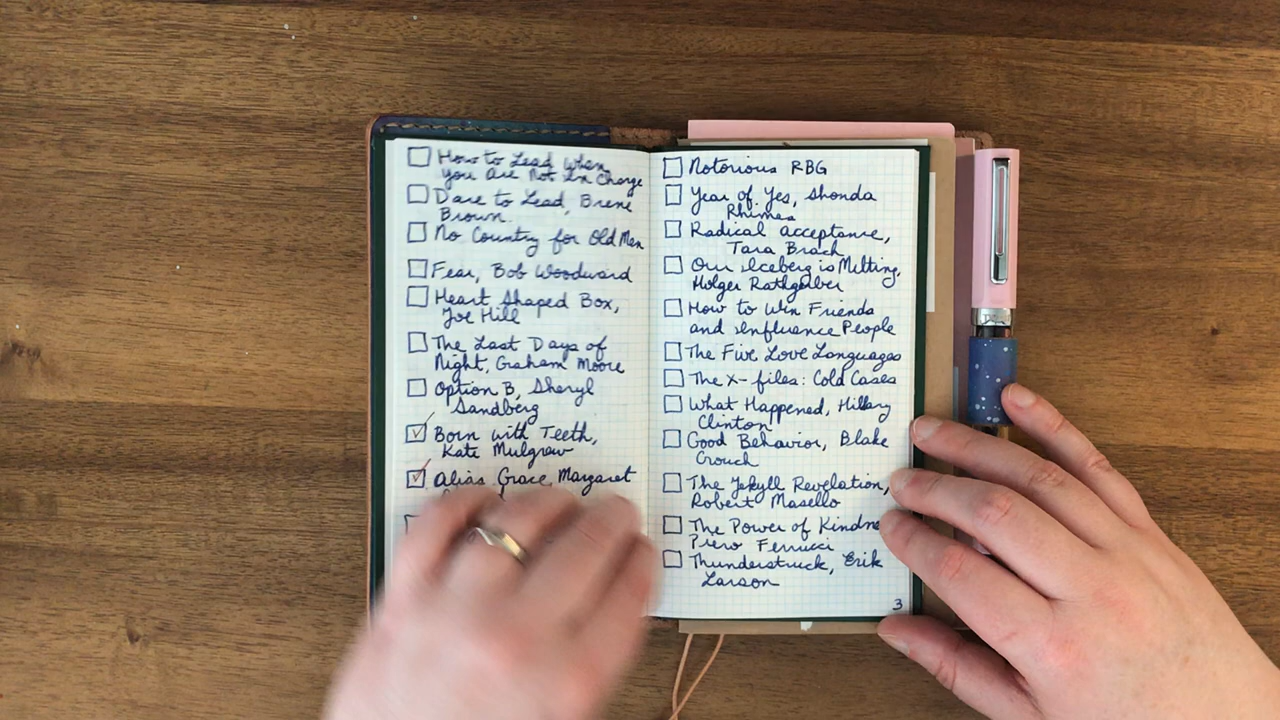 How to Lead When
you are not in Charge
Dare to Lead, Brene
Brown
No Country for Old Men
Fear, Bob Woodward
Heart Shaped Box,
Joe Hill
The Last Days of
Night, Graham Moore
Option B, Sheryl
Sandberg
Born with Teeth,
Kate Mulgrew
Alias Grace, Margaret
Notorious RBG
Year of Yes, Shonda
Rhimes
Radical acceptance,
Tara Brach
Our Iceberg is Melting,
Holger Rathgeber
How to Win Friends
and Influence People
The Five Love Languages
The X-files: Cold Cases
What Happened, Hillary
Clinton
Good Behavior, Blake
Crouch
The Jekyll Revelation,
Robert Masello
The Power of Kindne
Piero Ferrucci
Thunderstruck, Erik
Larson
3